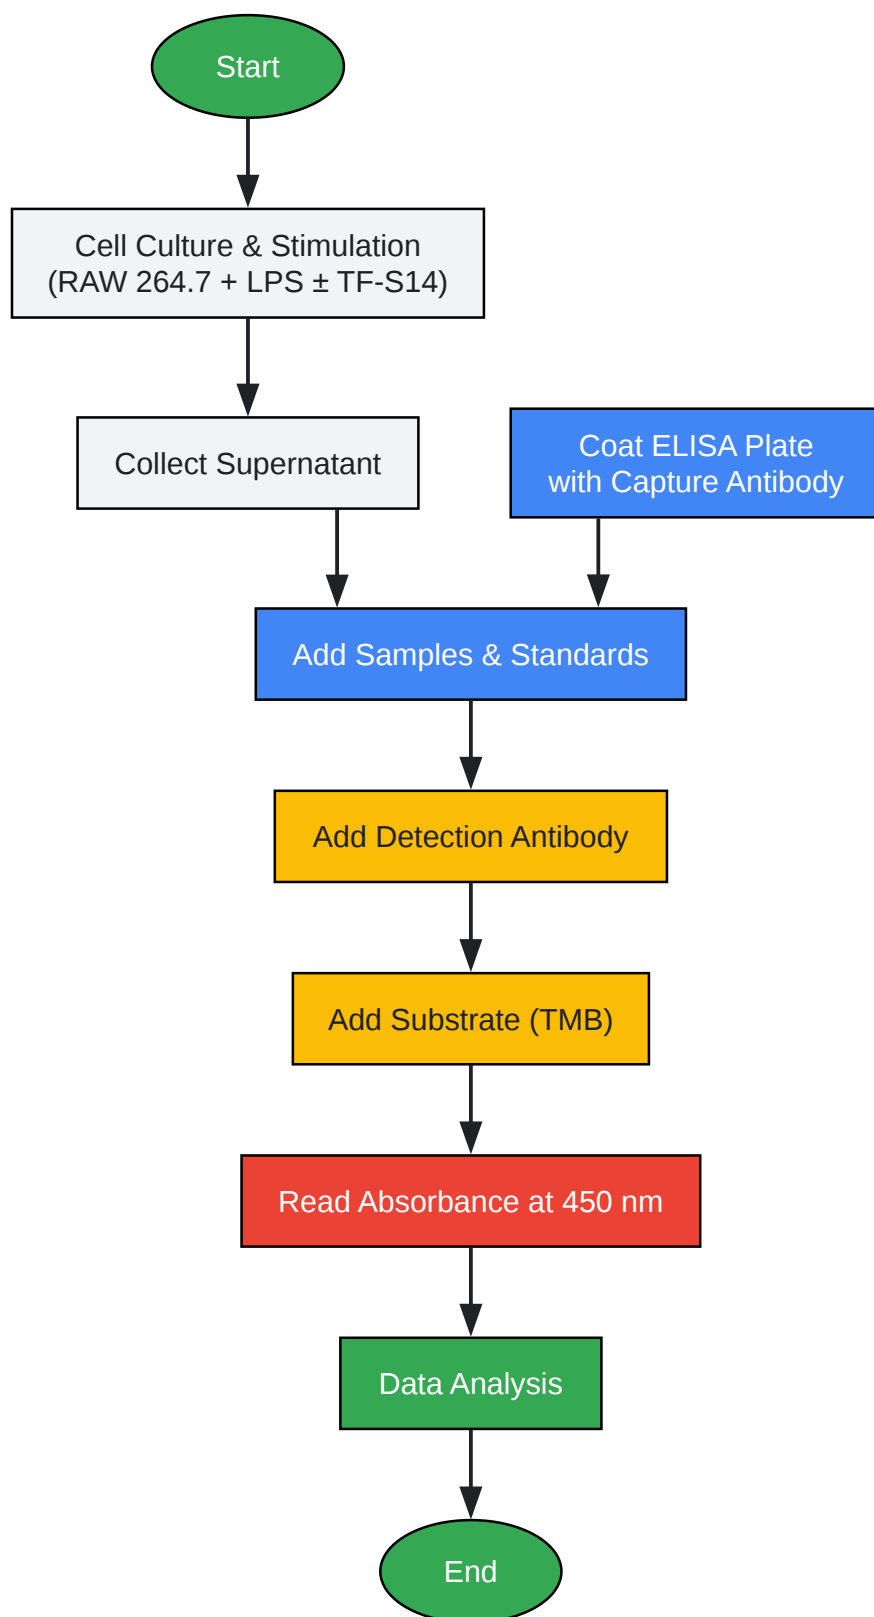 Start
Cell Culture & Stimulation
(RAW 264.7 + LPS ± TF-S14)
Collect Supernatant
Coat ELISA Plate
with Capture Antibody
Add Samples & Standards
Add Detection Antibody
Add Substrate (TMB)
Read Absorbance at 450 nm
Data Analysis
End